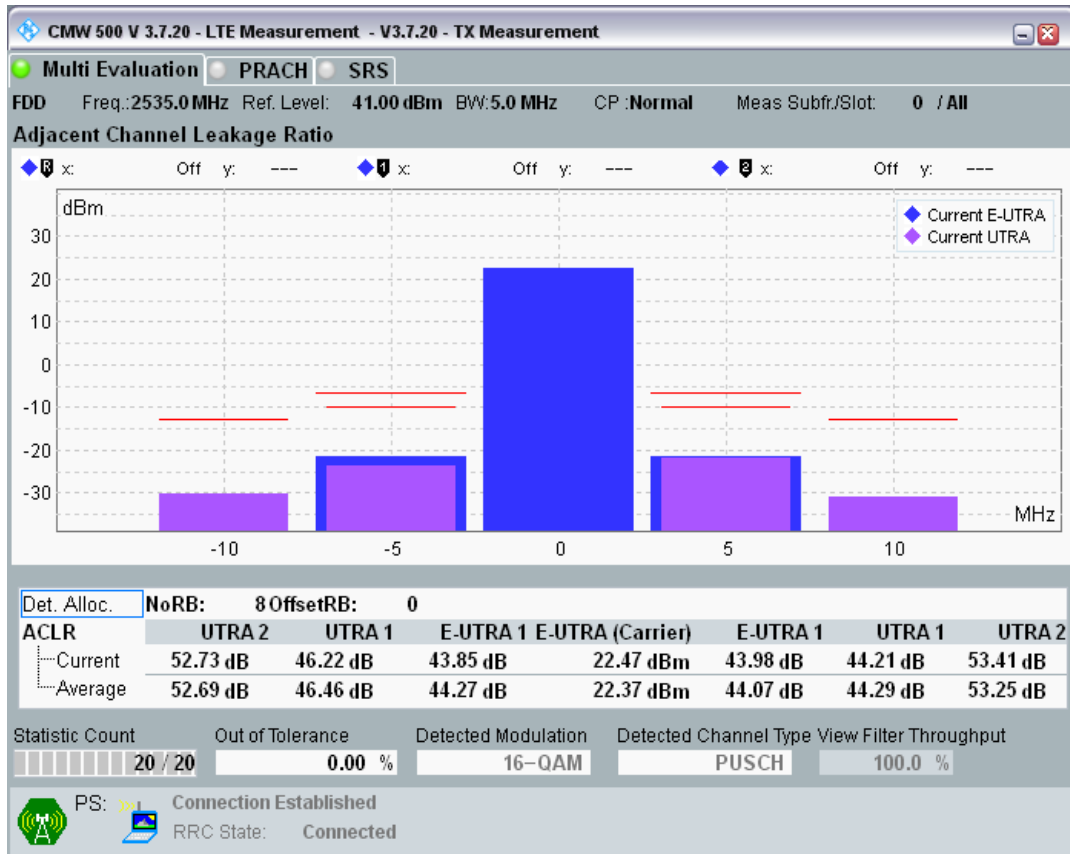 CMW 500 V 3.7.20 - LTE Measurement - V3.7.20 - TX Measurement
Multi Evaluation PRACH SRS
FDD Freq.:2535.0 MHz Ref. Level: 41.00 dBm BW:5.0 MHz CP :Normal Meas Subfr./Slot: 0 / All
Adjacent Channel Leakage Ratio
R x: Off y: --- 1 x: Off y: --- 2 x: Off y: ---
dBm
Current E-UTRA
Current UTRA
30
20
10
0
-10
-20
-30
MHz
-10 -5 0 5 10
Det. Alloc. NoRB: 8 OffsetRB: 0
ACLR UTRA 2 UTRA 1 E-UTRA 1 E-UTRA (Carrier) E-UTRA 1 UTRA 1 UTRA 2
Current 52.73 dB 46.22 dB 43.85 dB 22.47 dBm 43.98 dB 44.21 dB 53.41 dB
Average 52.69 dB 46.46 dB 44.27 dB 22.37 dBm 44.07 dB 44.29 dB 53.25 dB
Statistic Count Out of Tolerance Detected Modulation Detected Channel Type View Filter Throughput
20 / 20 0.00 % 16-QAM PUSCH 100.0 %
PS: Connection Established
RRC State: Connected